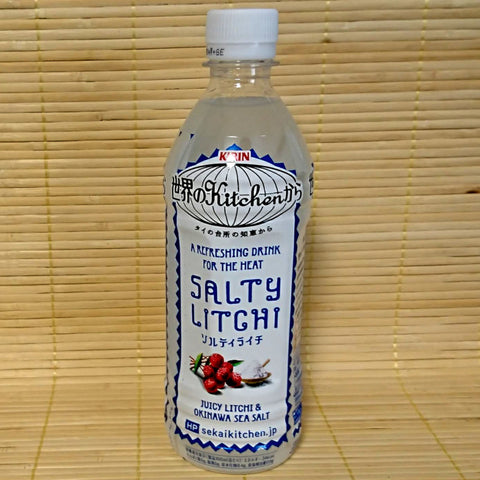 KIRIN
世界のKitchenから
タイの台所の知恵から
A REFRESHING DRINK
FOR THE HEAT
SALTY
LITCHI
ソルティライチ
JUICY LITCHI &
OKINAWA SEA SALT
HP sekaikitchen.jp